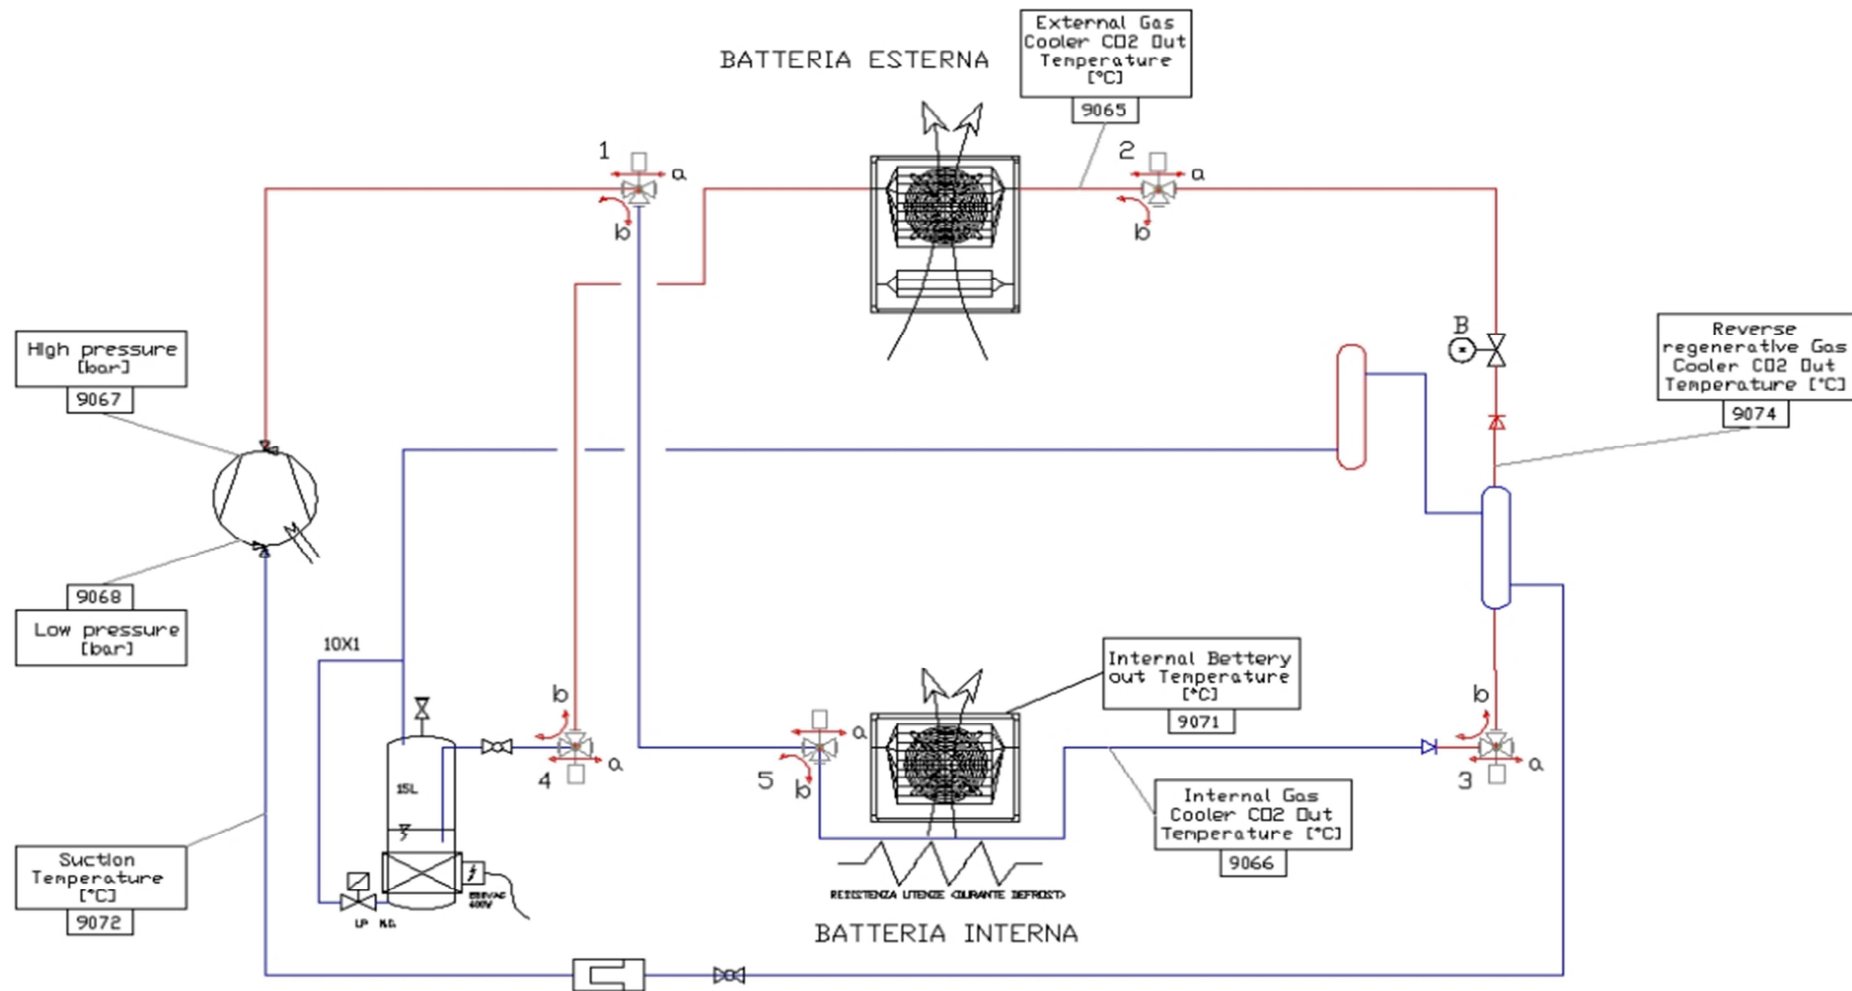 BATTERIA ESTERNA
External Gas
Cooler CO2 Out
Temperature
[°C]
9065
1
a
b
2
a
b
High pressure
[bar]
9067
B
Reverse
regenerative Gas
Cooler CO2 Out
Temperature [°C]
9074
9068
Low pressure
[bar]
10X1
b
4
a
15L
5
a
b
Internal Bettery
out Temperature
[°C]
9071
b
3
a
Internal Gas
Cooler CO2 Out
Temperature [°C]
9066
Suction
Temperature
[°C]
9072
LP N.C.
RESISTENZA UTENZE (DURANTE DEFROST)
BATTERIA INTERNA